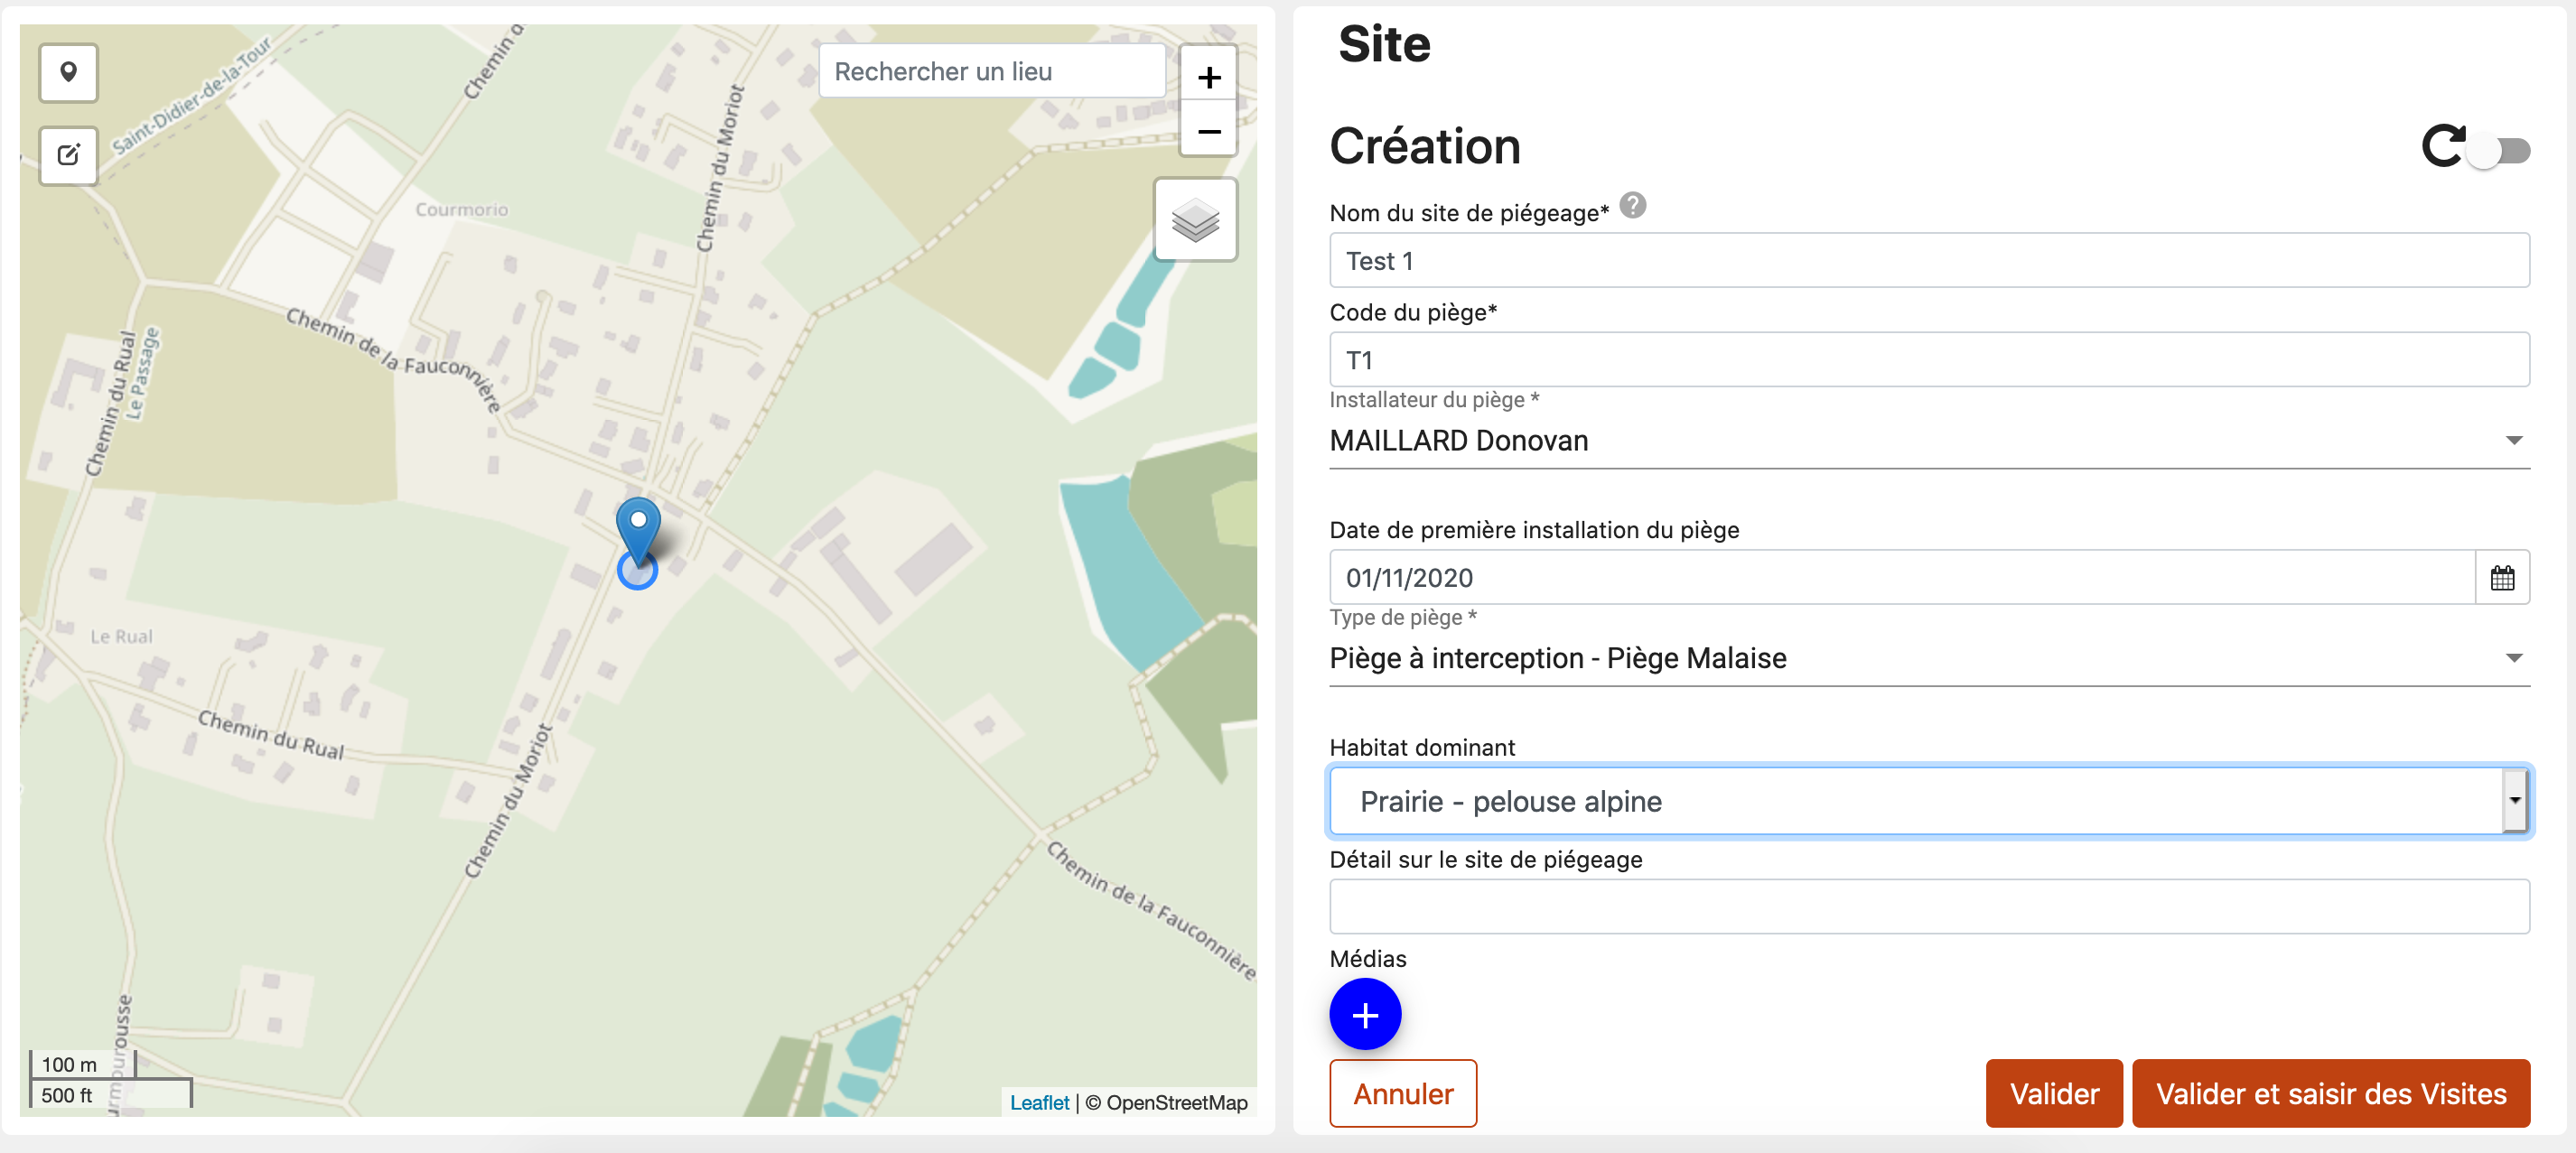 Saint-Didier-de-la-Tour
Chemin d
Rechercher un lieu
+
−
Chemin du Moriot
Courmorio
Chemin de la Fauconnière
Chemin du Rual
Le Passage
Le Rual
Chemin du Rual
Chemin du Moriot
Chemin de la Fauconnière
urmourousse
100 m
500 ft
Leaflet | © OpenStreetMap
Site
Création
Nom du site de piégeage* ?
Test 1
Code du piège*
T1
Installateur du piège *
MAILLARD Donovan
Date de première installation du piège
01/11/2020
Type de piège *
Piège à interception - Piège Malaise
Habitat dominant
Prairie - pelouse alpine
Détail sur le site de piégeage
Médias
+
Annuler
Valider
Valider et saisir des Visites